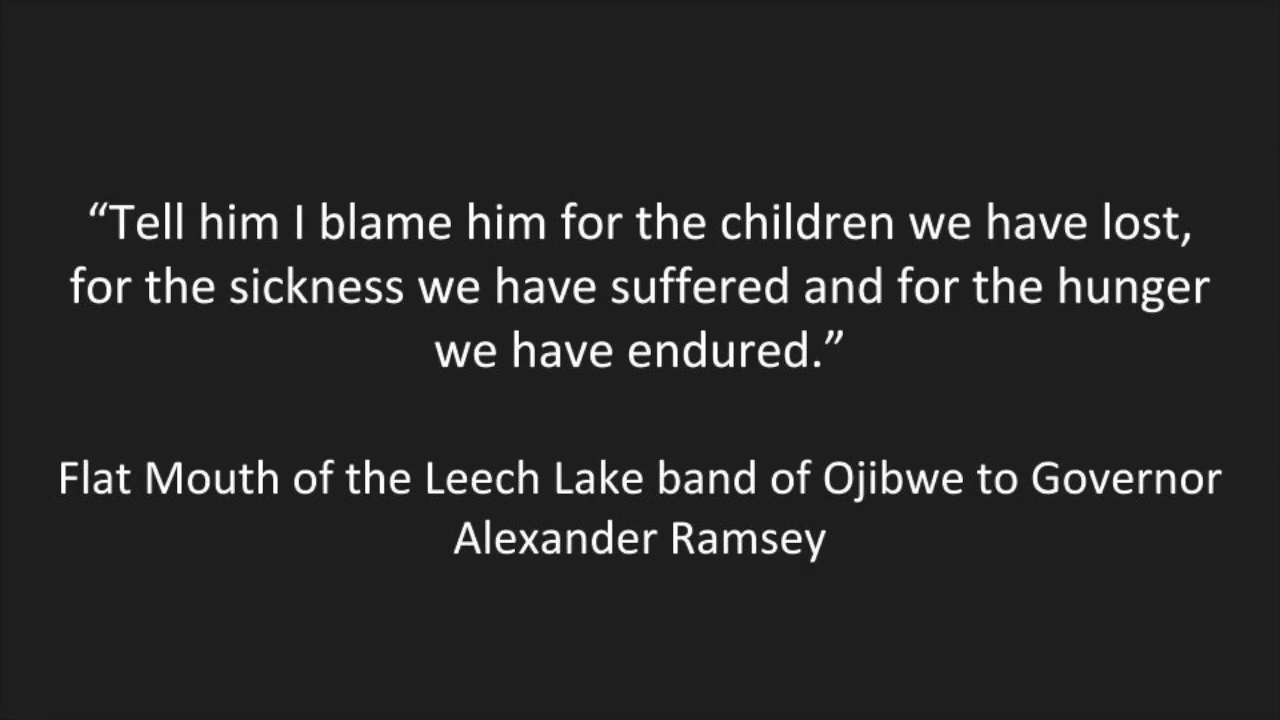 “Tell him I blame him for the children we have lost,
for the sickness we have suffered and for the hunger
we have endured.”
Flat Mouth of the Leech Lake band of Ojibwe to Governor
Alexander Ramsey